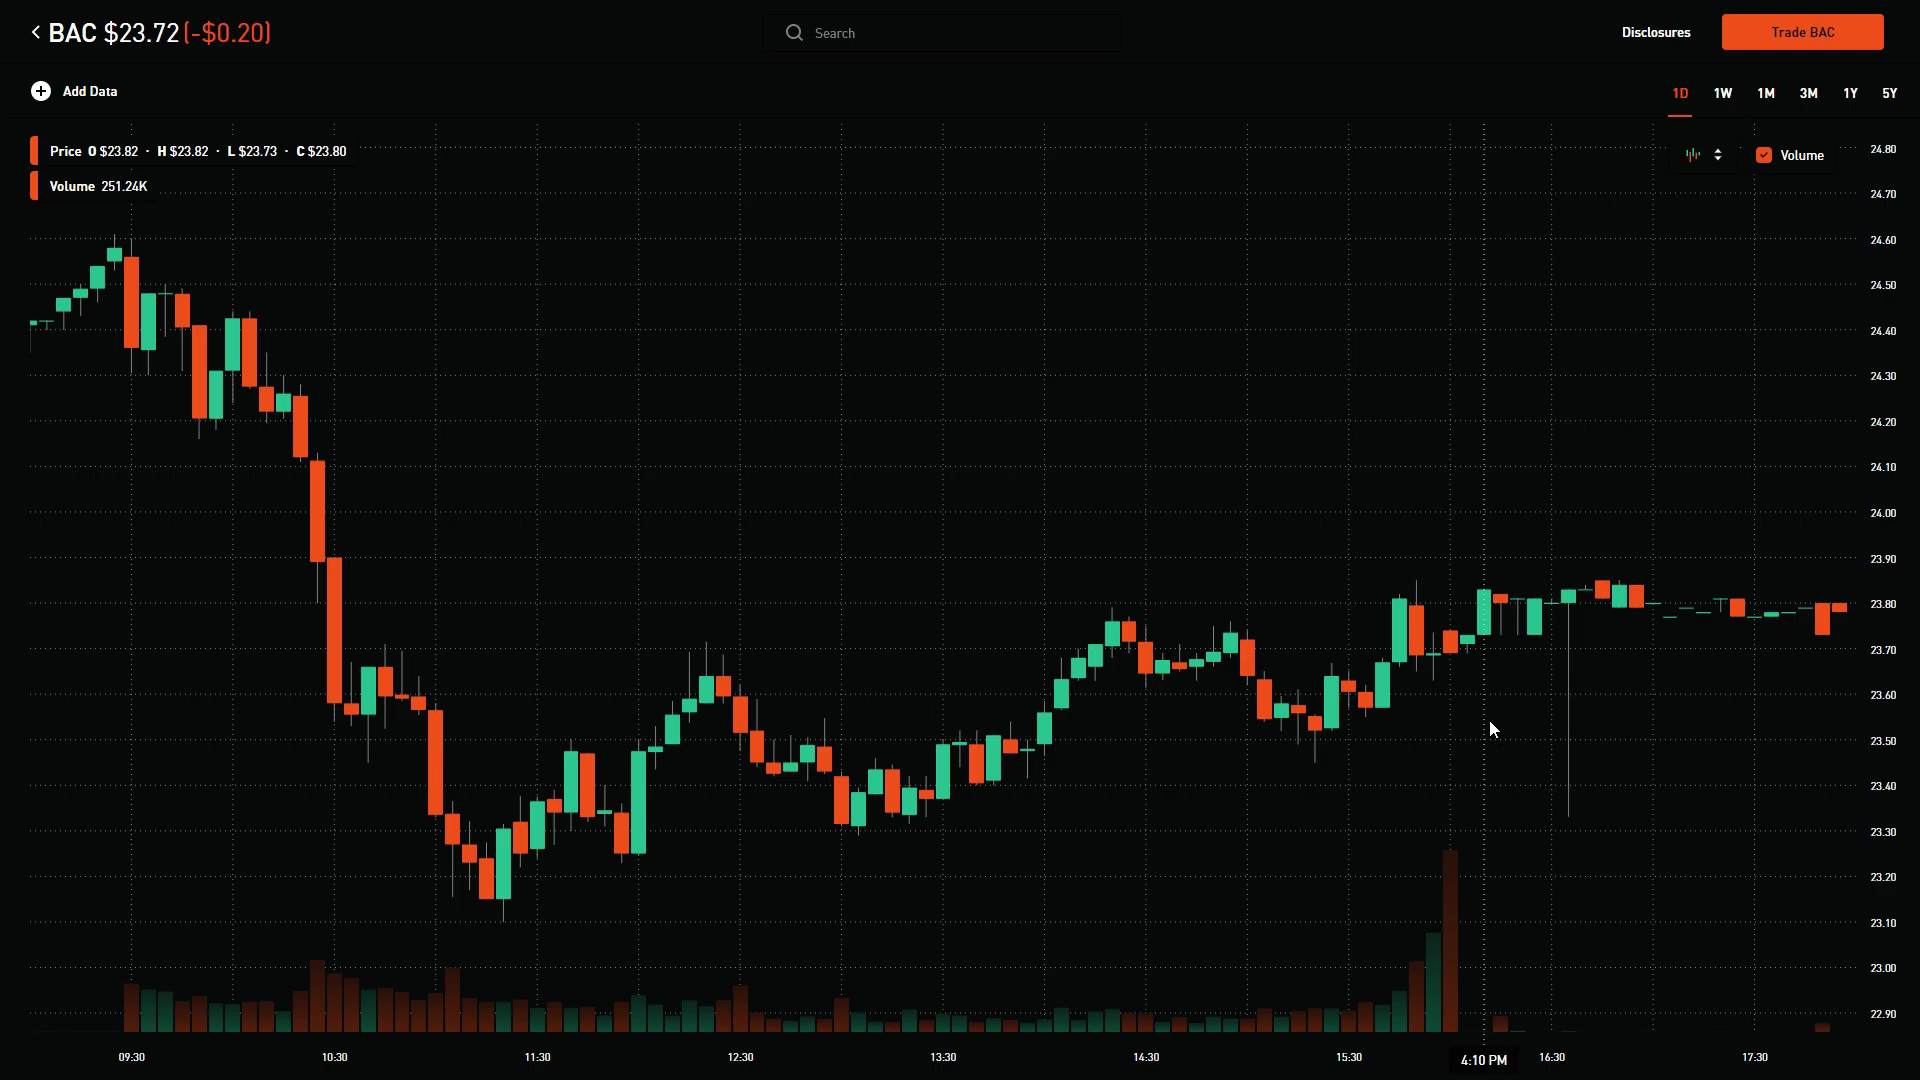 BAC $23.72 (-$0.20)
Search
Disclosures
Trade BAC
Add Data
1D 1W 1M 3M 1Y 5Y
Price O $23.82 · H $23.82 · L $23.73 · C $23.80
Volume 251.24K
Volume
24.80
24.70
24.60
24.50
24.40
24.30
24.20
24.10
24.00
23.90
23.80
23.70
23.60
23.50
23.40
23.30
23.20
23.10
23.00
22.90
09:30 10:30 11:30 12:30 13:30 14:30 15:30 4:10 PM 16:30 17:30